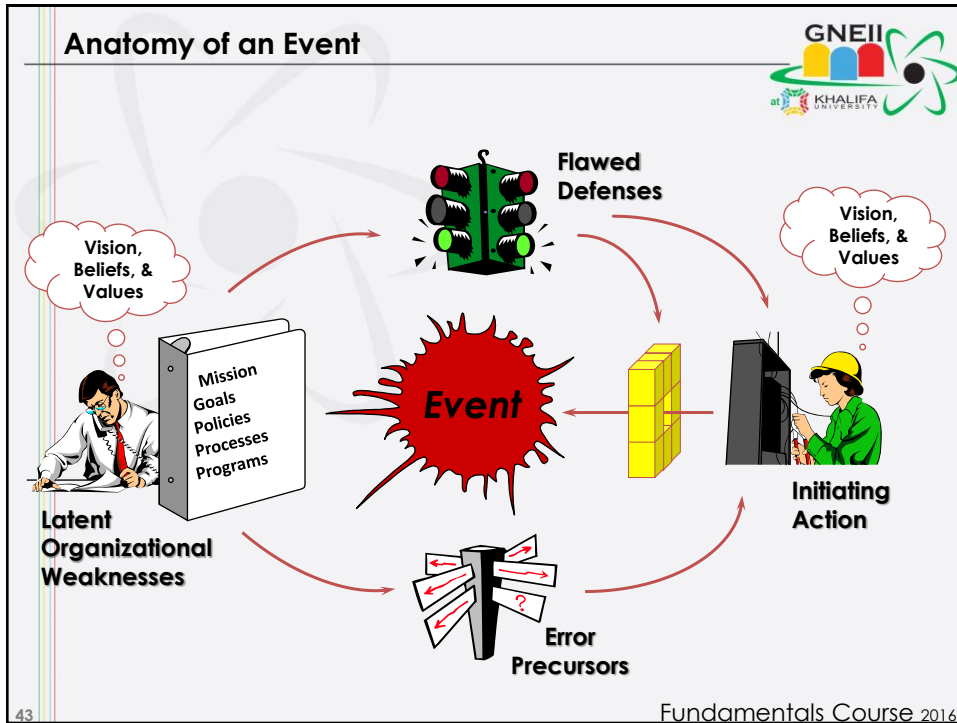 Anatomy of an Event
GNEII
at KHALIFA
UNIVERSITY
Flawed
Defenses
Vision,
Beliefs, &
Values
Vision,
Beliefs, &
Values
Mission
Goals
Policies
Processes
Programs
Event
Latent
Organizational
Weaknesses
Initiating
Action
?
Error
Precursors
43
Fundamentals Course 2016